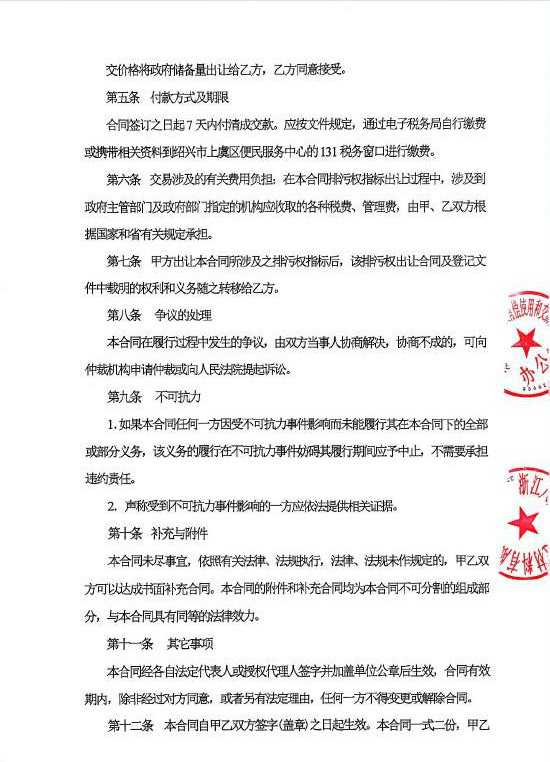 交价格将政府储备量出让给乙方，乙方同意接受。
第五条 付款方式及期限
合同签订之日起7天内付清成交款。应按文件规定，通过电子税务局自行缴费
或携带相关资料到绍兴市上虞区便民服务中心的131税务窗口进行缴费。
第六条 交易涉及的有关费用负担：在本合同排污权指标出让过程中，涉及到
政府主管部门及政府部门指定的机构应收取的各种税费、管理费，由甲、乙双方根
据国家和省有关规定承担。
第七条 甲方出让本合同所涉及之排污权指标后，该排污权出让合同及登记文
件中载明的权利和义务随之转移给乙方。
第八条 争议的处理
本合同在履行过程中发生的争议，由双方当事人协商解决，协商不成的，可向
仲裁机构申请仲裁或向人民法院提起诉讼。
第九条 不可抗力
1.如果本合同任何一方因受不可抗力事件影响而未能履行其在本合同下的全部
或部分义务，该义务的履行在不可抗力事件妨碍其履行期间应予中止，不需要承担
违约责任。
2. 声称受到不可抗力事件影响的一方应依法提供相关证据。
第十条 补充与附件
本合同未尽事宜，依照有关法律、法规执行，法律、法规未作规定的，甲乙双
方可以达成书面补充合同。本合同的附件和补充合同均为本合同不可分割的组成部
分，与本合同具有同等的法律效力。
第十一条 其它事项
本合同经各自法定代表人或授权代理人签字并加盖单位公章后生效，合同有效
期内，除非经过对方同意，或者另有法定理由，任何一方不得变更或解除合同。
第十二条 本合同自甲乙双方签字(盖章)之日起生效。本合同一式二份，甲乙
偿使用和交
办公
浙江
材料有